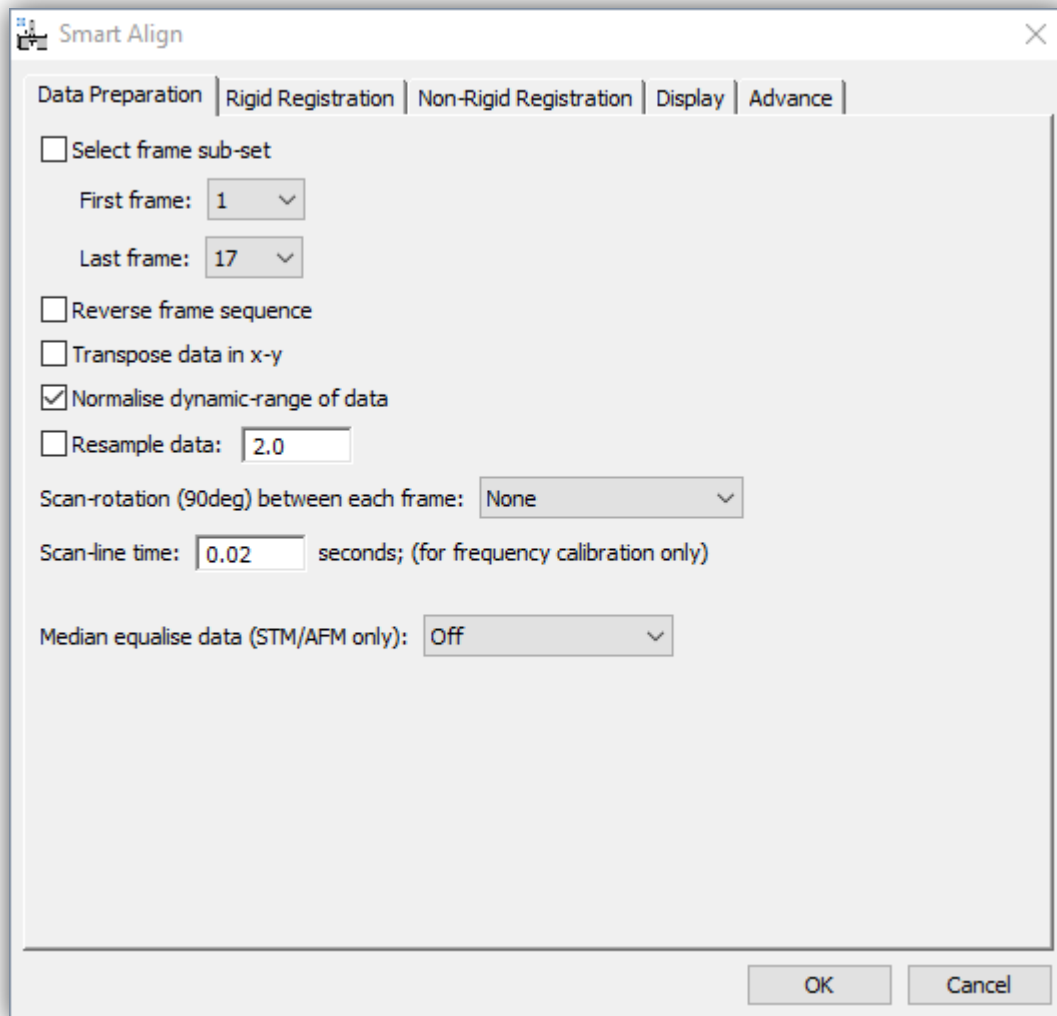 Smart Align
Data Preparation Rigid Registration Non-Rigid Registration Display Advance
Select frame sub-set
First frame: 1
Last frame: 17
Reverse frame sequence
Transpose data in x-y
Normalise dynamic-range of data
Resample data: 2.0
Scan-rotation (90deg) between each frame: None
Scan-line time: 0.02 seconds; (for frequency calibration only)
Median equalise data (STM/AFM only): Off
OK Cancel